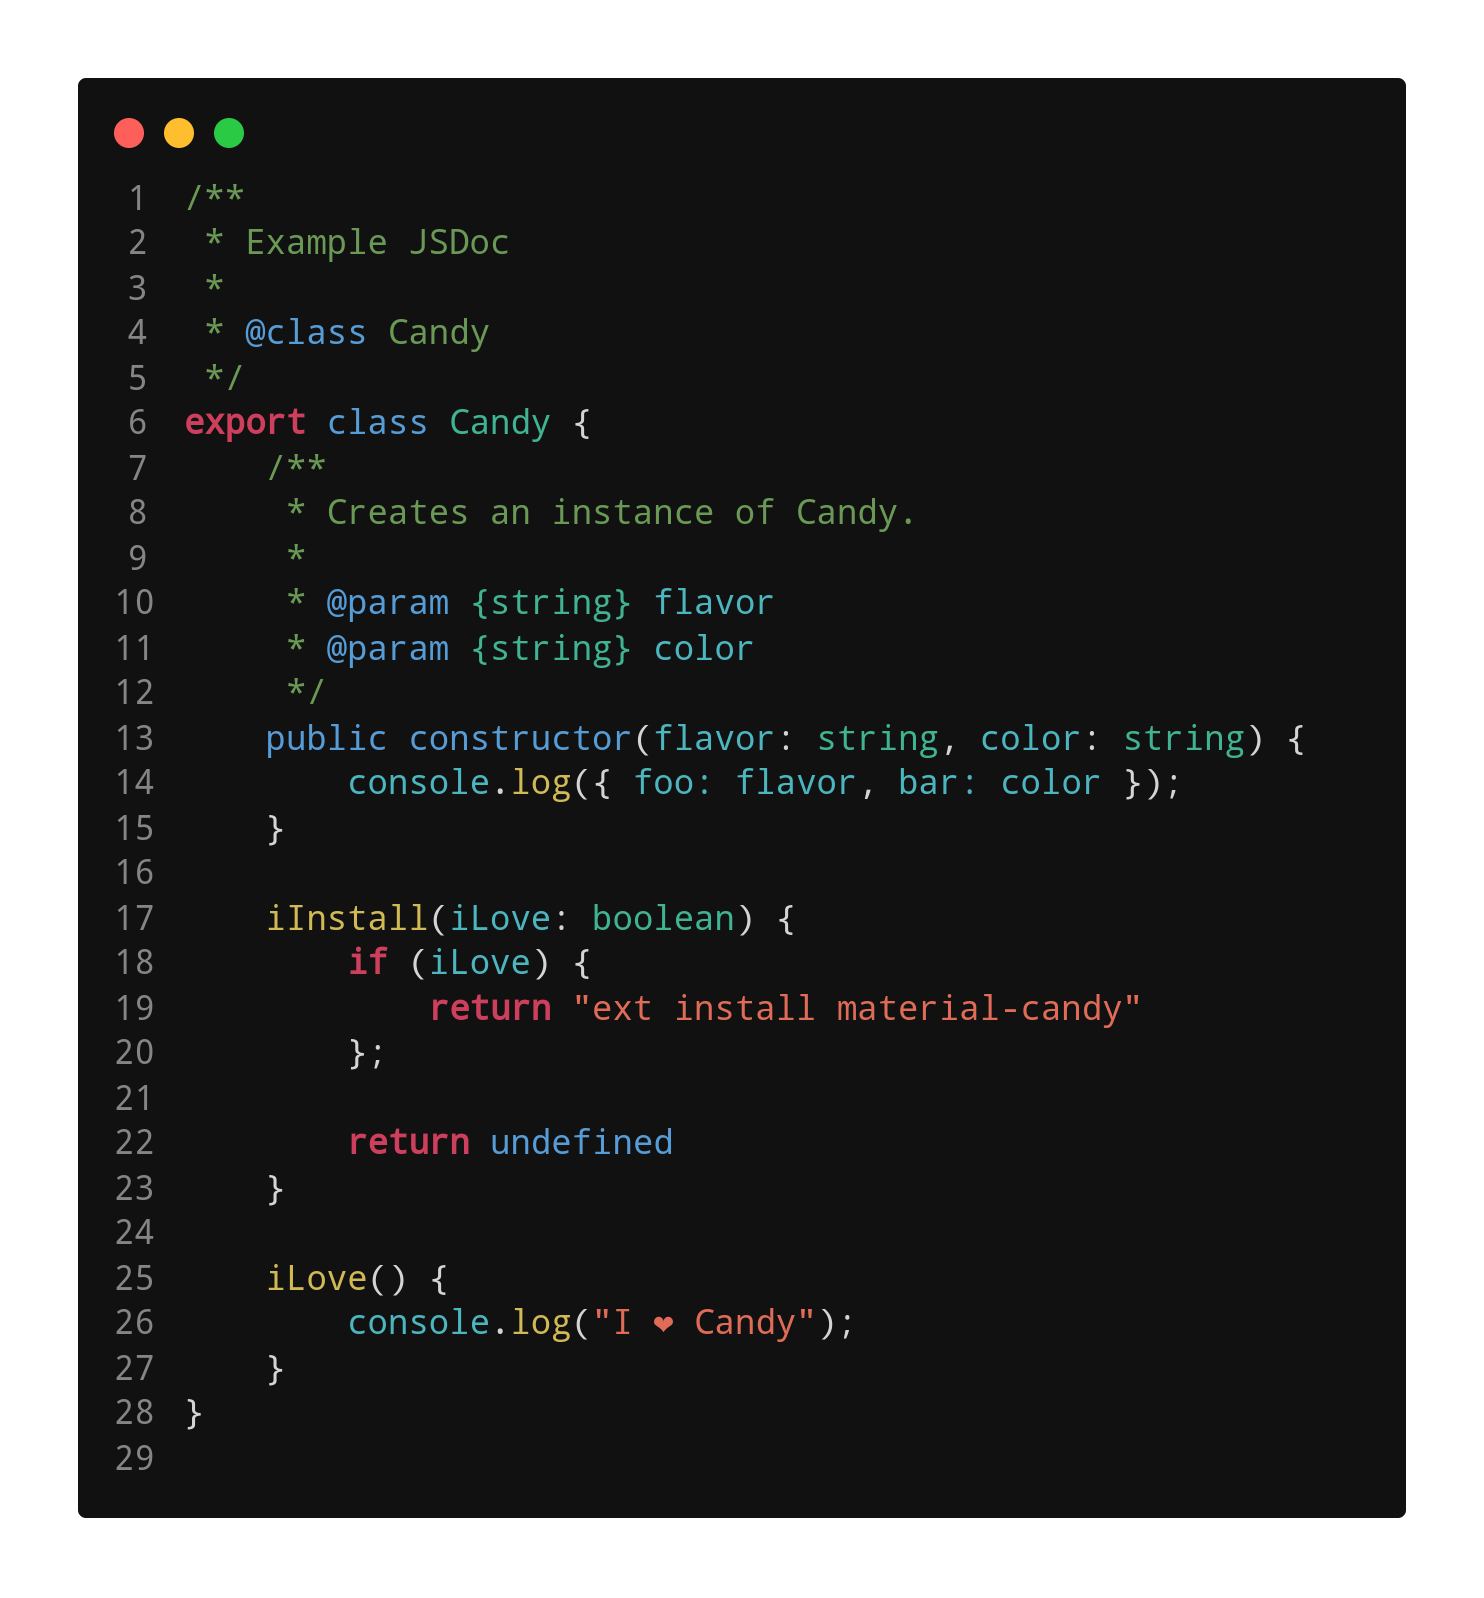 1 /**
2  * Example JSDoc
3  *
4  * @class Candy
5  */
6 export class Candy {
7     /**
8      * Creates an instance of Candy.
9      *
10      * @param {string} flavor
11      * @param {string} color
12      */
13     public constructor(flavor: string, color: string) {
14         console.log({ foo: flavor, bar: color });
15     }
16
17     iInstall(iLove: boolean) {
18         if (iLove) {
19             return "ext install material-candy"
20         };
21
22         return undefined
23     }
24
25     iLove() {
26         console.log("I ❤ Candy");
27     }
28 }
29